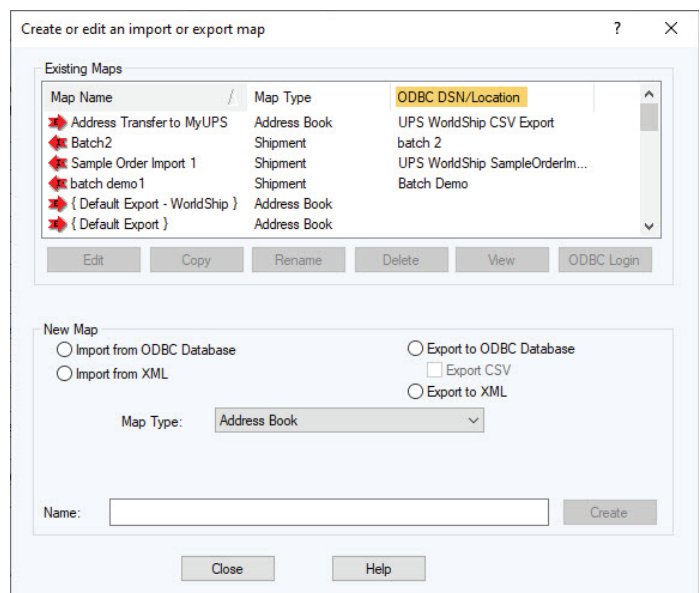 Create or edit an import or export map ? ×
Existing Maps
Map Name / Map Type ODBC DSN/Location
Address Transfer to MyUPS Address Book UPS WorldShip CSV Export
Batch2 Shipment batch 2
Sample Order Import 1 Shipment UPS WorldShip SampleOrderIm...
batch demo1 Shipment Batch Demo
{ Default Export - WorldShip } Address Book
{ Default Export } Address Book
Edit Copy Rename Delete View ODBC Login
New Map
Import from ODBC Database Export to ODBC Database
Export CSV
Import from XML
Export to XML
Map Type: Address Book
Name: Create
Close Help